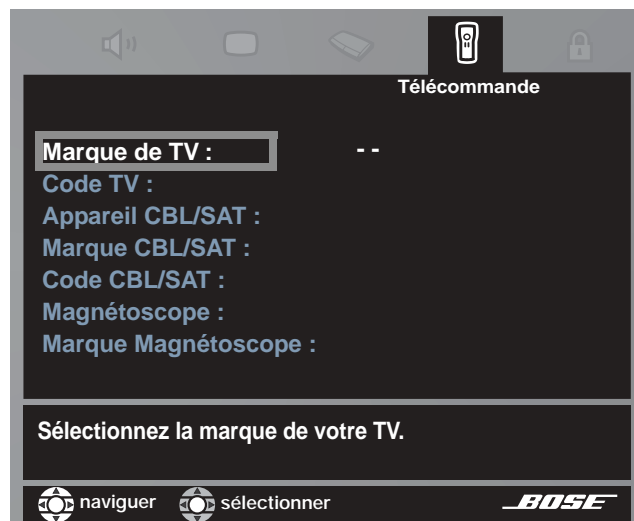 Télécommande
Marque de TV : - -
Code TV :
Appareil CBL/SAT :
Marque CBL/SAT :
Code CBL/SAT :
Magnétoscope :
Marque Magnétoscope :
Sélectionnez la marque de votre TV.
naviguer sélectionner BOSE